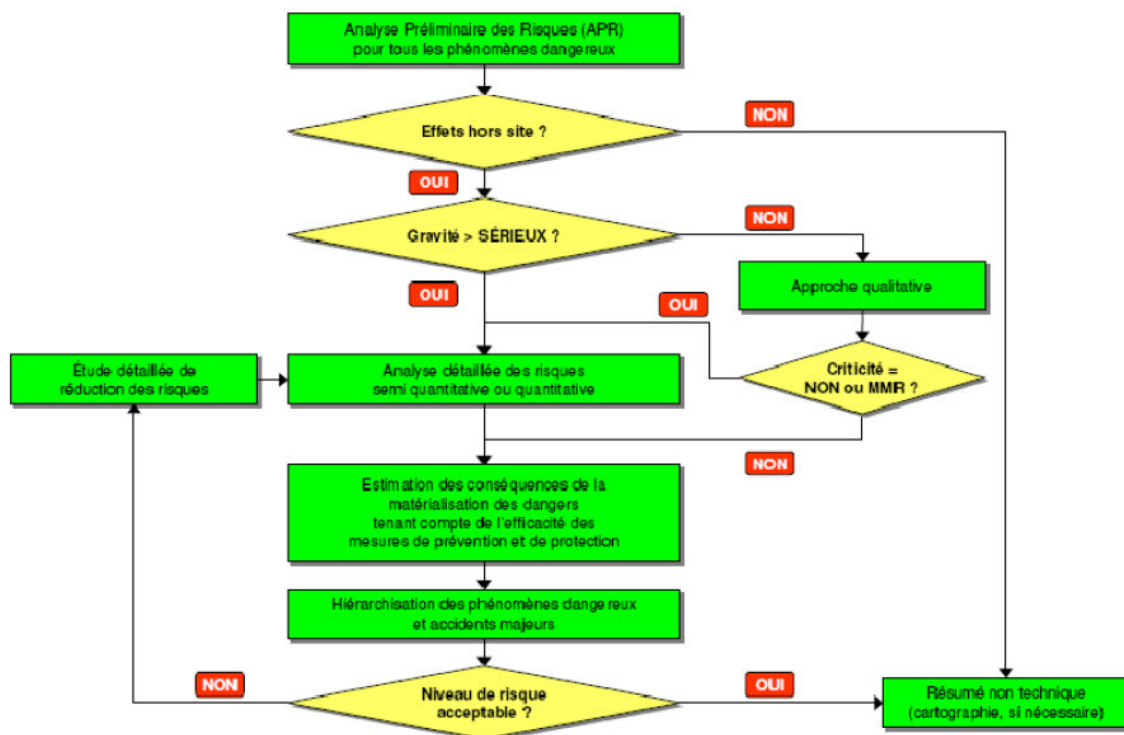 Analyse Préliminaire des Risques (APR)
pour tous les phénomènes dangereux
NON
Effets hors site ?
OUI
NON
Gravité > SÉRIEUX ?
OUI
Approche qualitative
OUI
Étude détaillée de
réduction des risques
Analyse détaillée des risques
semi quantitative ou quantitative
Criticité =
NON ou MMR ?
NON
Estimation des conséquences de la
matérialisation des dangers
tenant compte de l'efficacité des
mesures de prévention et de protection
Hiérarchisation des phénomènes dangereux
et accidents majeurs
NON
Niveau de risque
acceptable ?
OUI
Résumé non technique
(cartographie, si nécessaire)